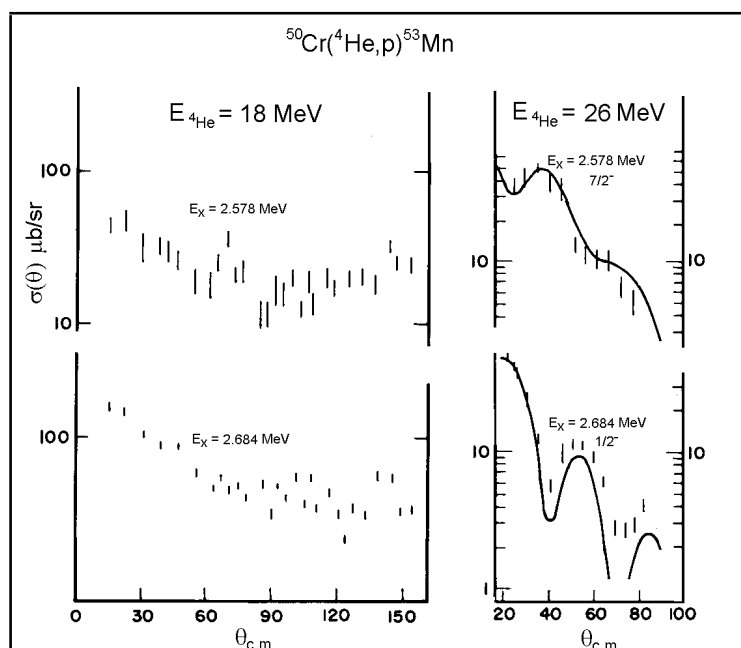 ⁵⁰Cr(⁴He,p)⁵³Mn
E ₄He = 18 MeV
E ₄He = 26 MeV
σ(θ) μb/sr
100
Eₓ = 2.578 MeV
10
100
Eₓ = 2.684 MeV
0 30 60 90 120 150
θc.m
Eₓ = 2.578 MeV
7/2⁻
10 10
Eₓ = 2.684 MeV
1/2⁻
10 10
1
20 40 60 80 100
θc.m